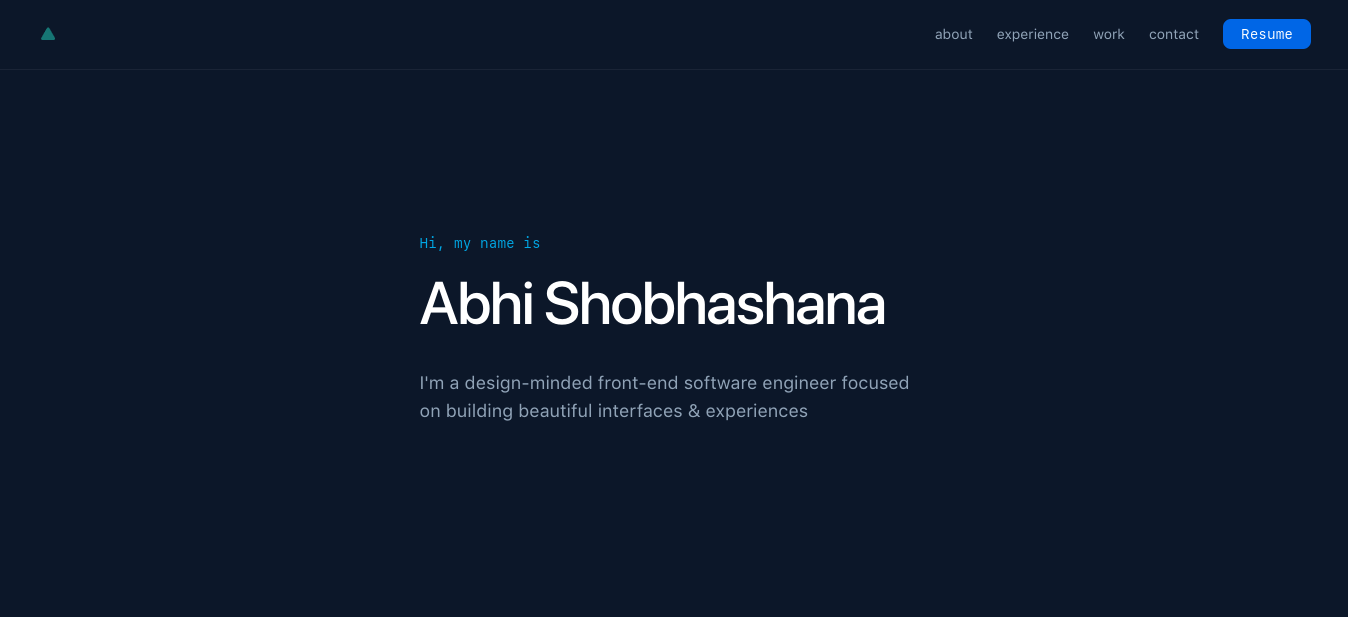 about experience work contact Resume
Hi, my name is
Abhi Shobhashana
I'm a design-minded front-end software engineer focused
on building beautiful interfaces & experiences